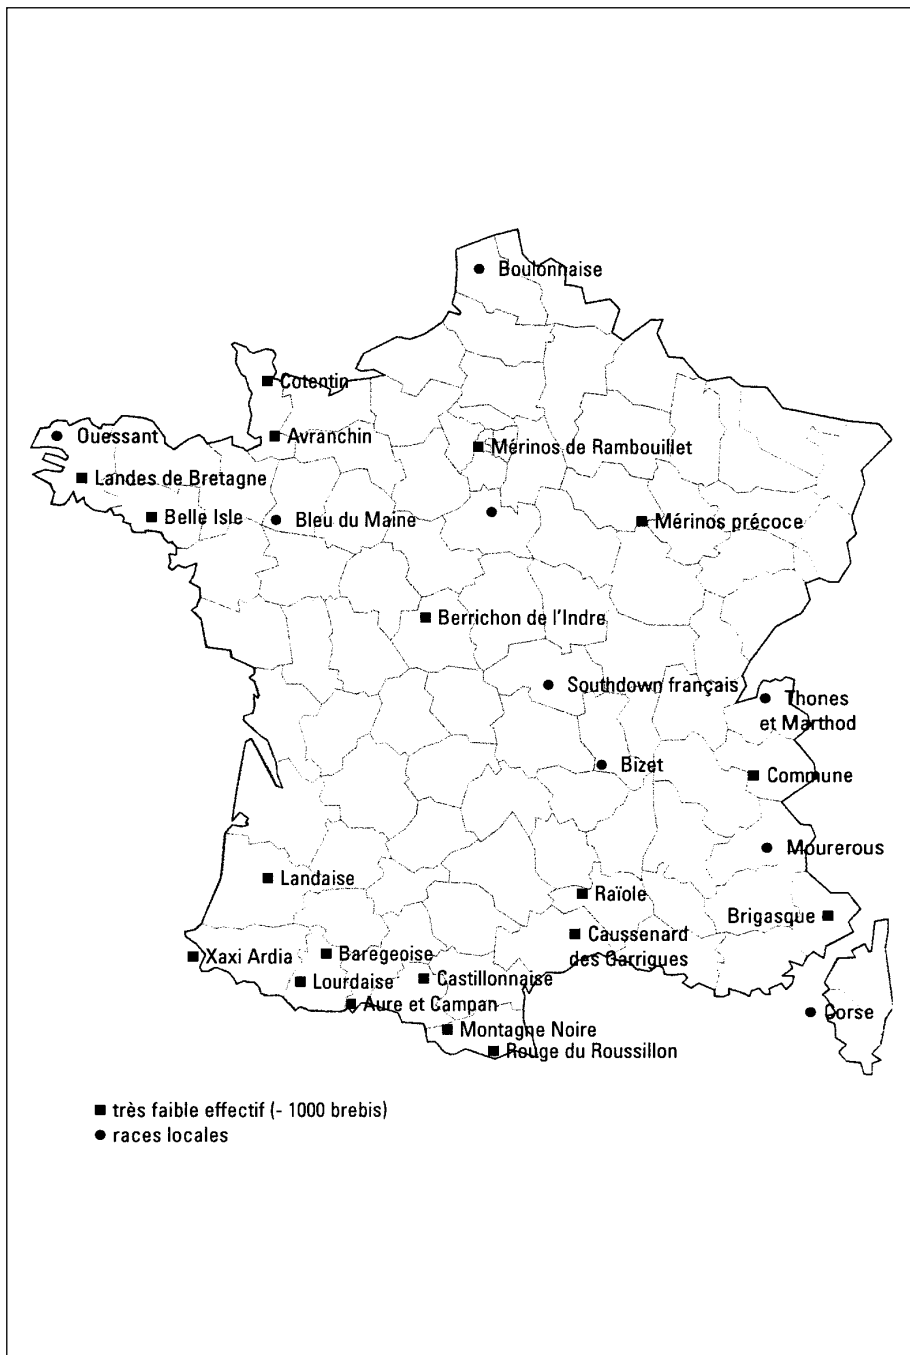 Boulonnaise
Cotentin
Ouessant
Avranchin
Mérinos de Rambouillet
Landes de Bretagne
Belle Isle
Bleu du Maine
Mérinos précoce
Berrichon de l'Indre
Southdown français
Thones
et Marthod
Bizet
Commune
Mourerous
Landaise
Raïole
Brigasque
Caussenard
des Garrigues
Xaxi Ardia
Baregeoise
Lourdaise
Castillonnaise
Aure et Campan
Corse
Montagne Noire
Rouge du Roussillon
très faible effectif (- 1000 brebis)
races locales